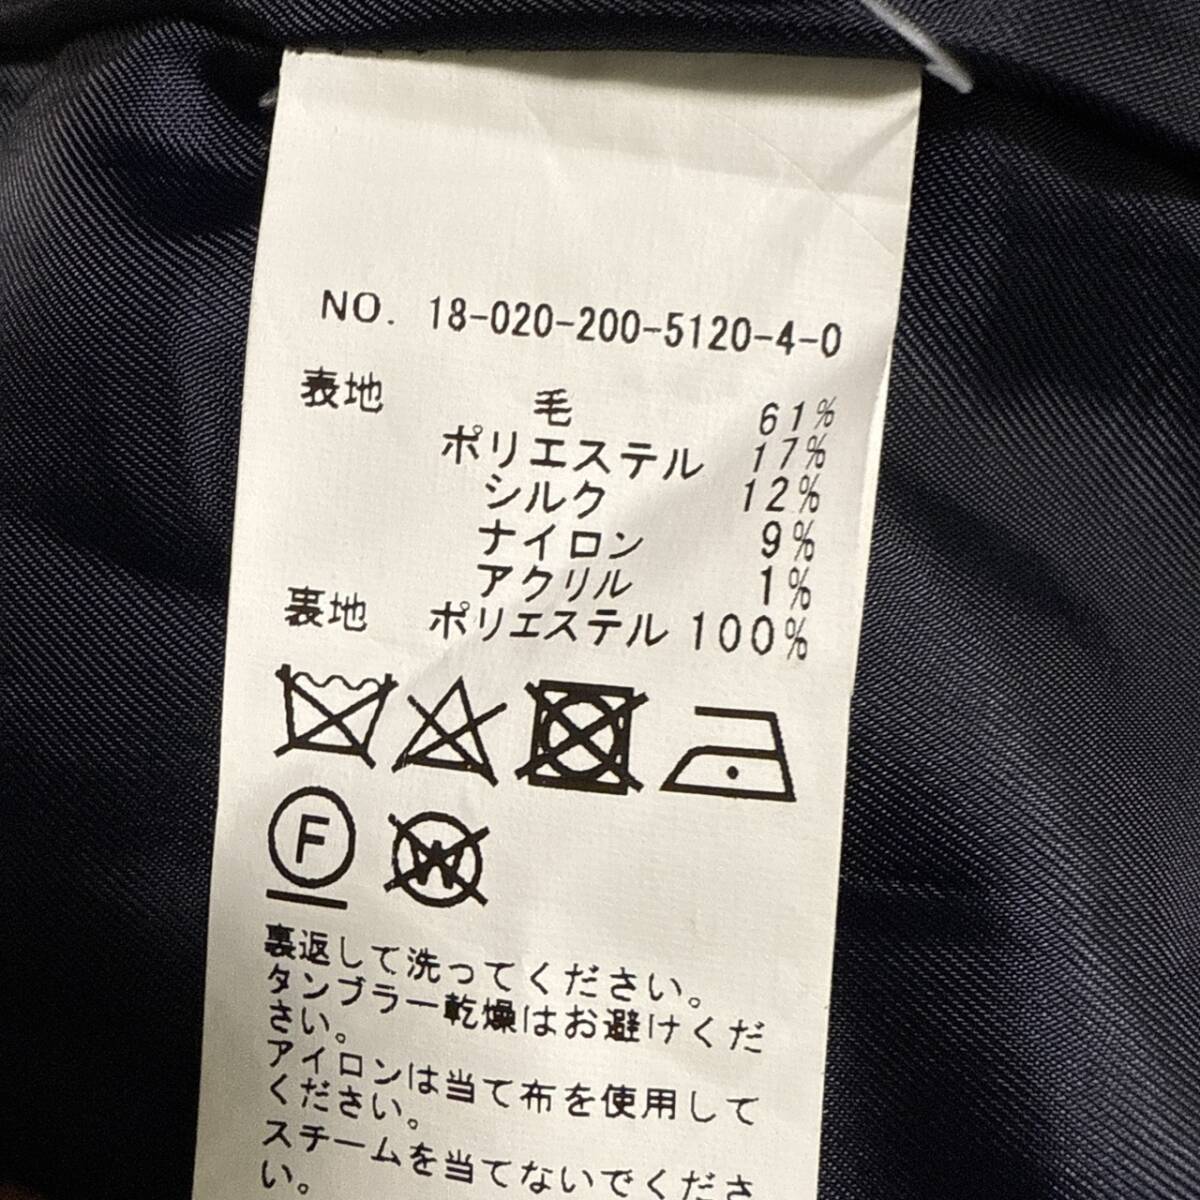 NO. 18-020-200-5120-4-0
表地 毛 61%
ポリエステル 17%
シルク 12%
ナイロン 9%
アクリル 1%
裏地 ポリエステル 100%
F W
裏返して洗ってください。
タンブラー乾燥はお避けくだ
さい。
アイロンは当て布を使用して
ください。
スチームを当てないでくださ
い。